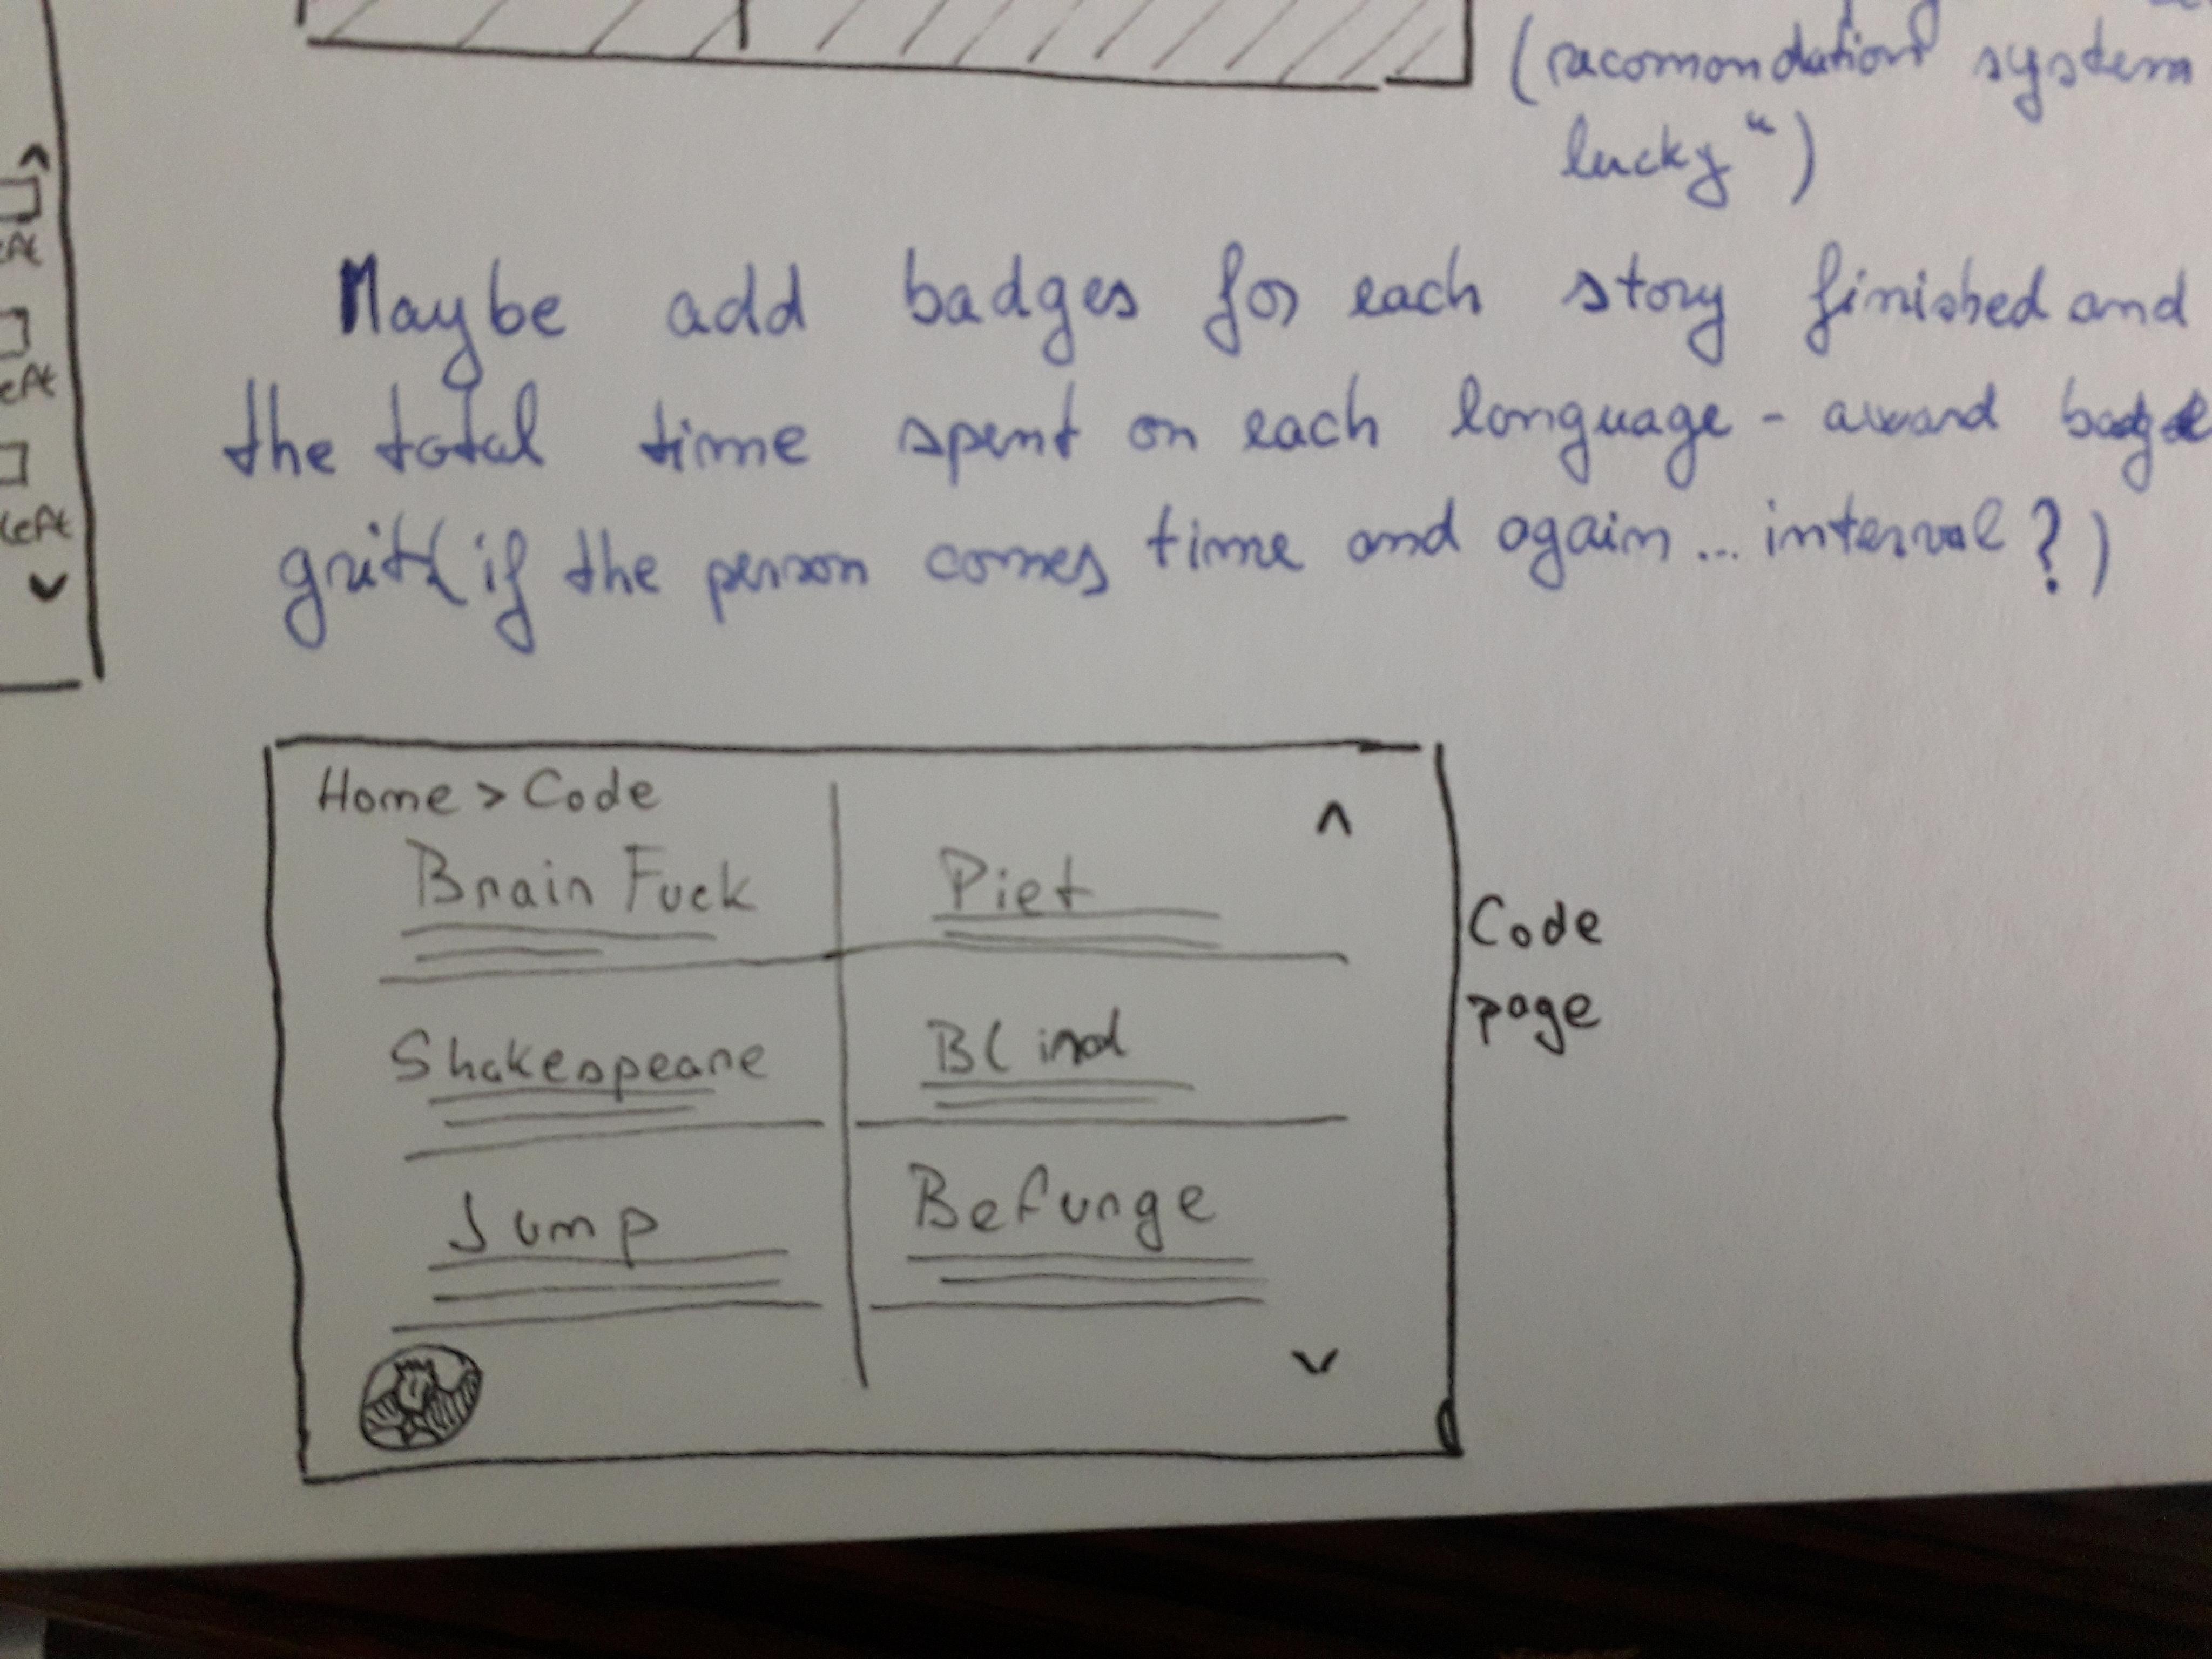 (racomondation system
lucky“)
Maybe add badges for each story finished and
the total time spent on each language - award badge
grit (if the person comes time and again... interval?)
left
Home > Code
Brain Fuck
Piet
Shakespeare
Blind
Jump
Befunge
Code
page